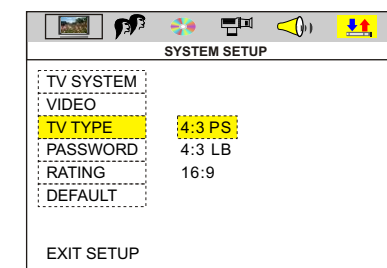 SYSTEM SETUP
TV SYSTEM
VIDEO
TV TYPE 4:3 PS
PASSWORD 4:3 LB
RATING 16:9
DEFAULT
EXIT SETUP